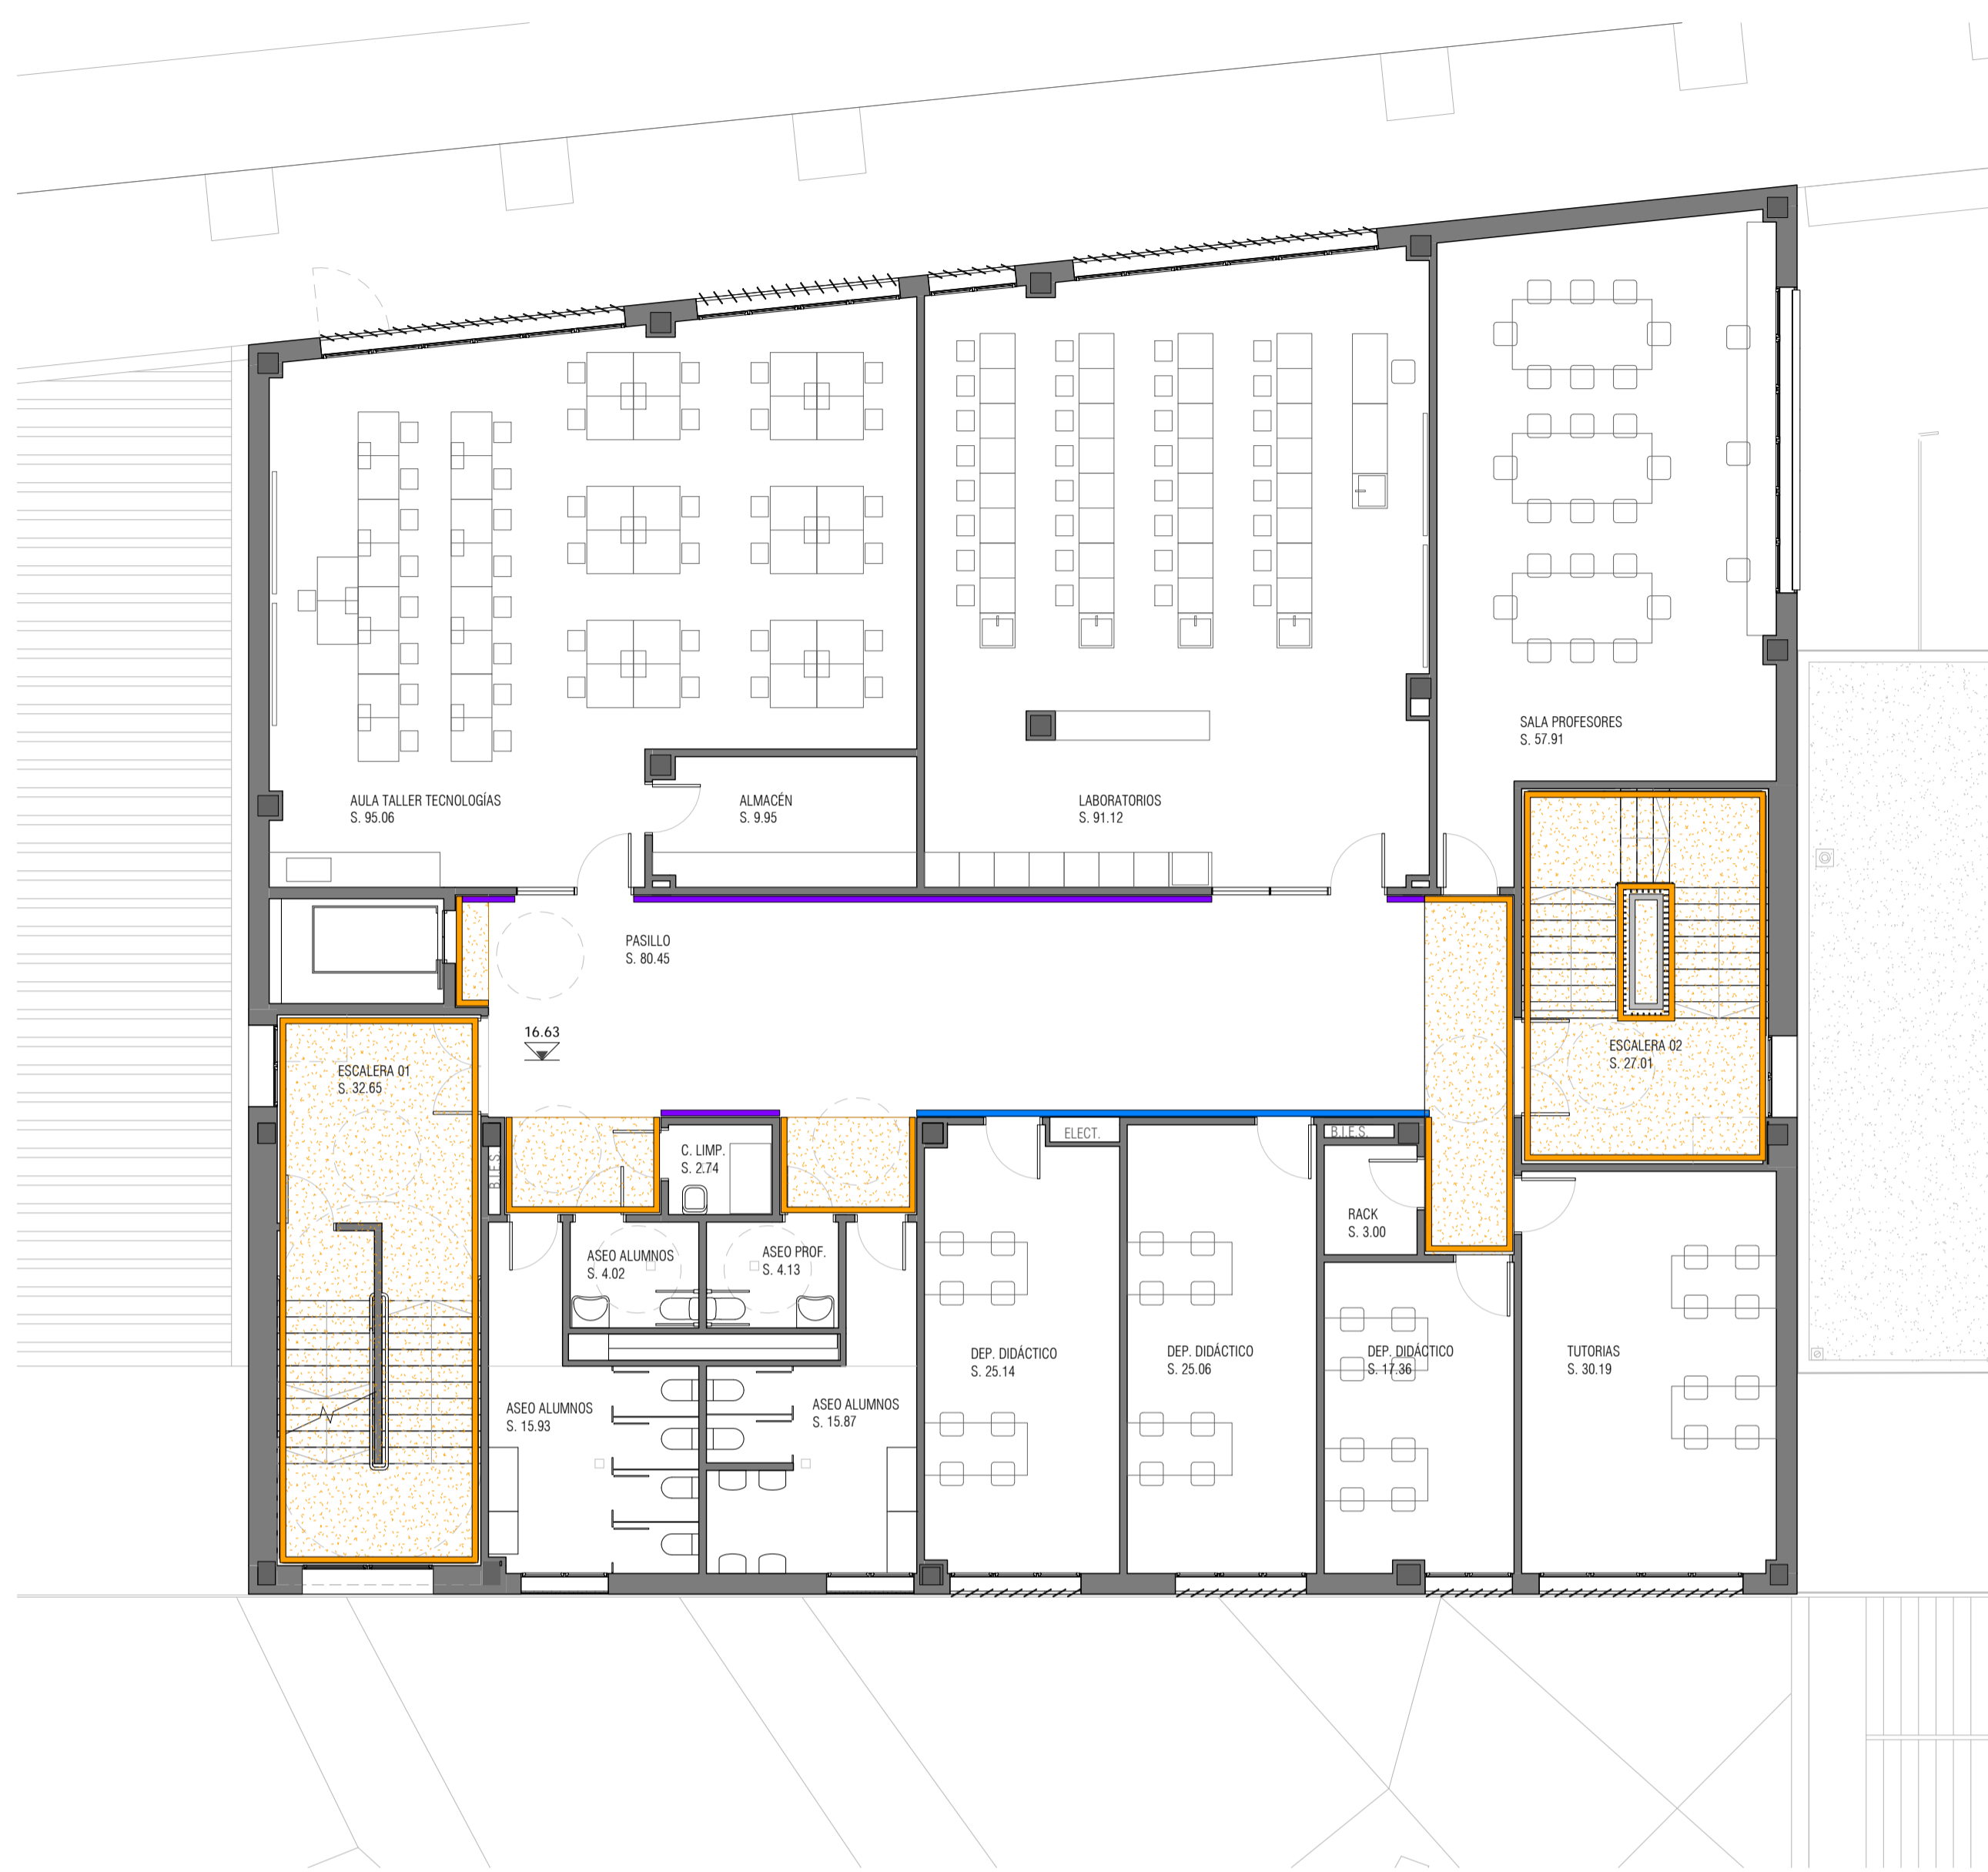 SALA PROFESORES
S. 57.91
AULA TALLER TECNOLOGÍAS
S. 95.06
ALMACÉN
S. 9.95
LABORATORIOS
S. 91.12
PASILLO
S. 80.45
16.63
ESCALERA 01
S. 32.65
ESCALERA 02
S. 27.01
B.I.E.S.
C. LIMP.
S. 2.74
ELECT.
B.I.E.S.
RACK
S. 3.00
ASEO ALUMNOS
S. 4.02
ASEO PROF.
S. 4.13
DEP. DIDÁCTICO
S. 25.14
DEP. DIDÁCTICO
S. 25.06
DEP. DIDÁCTICO
S. 17.36
TUTORIAS
S. 30.19
ASEO ALUMNOS
S. 15.93
ASEO ALUMNOS
S. 15.87